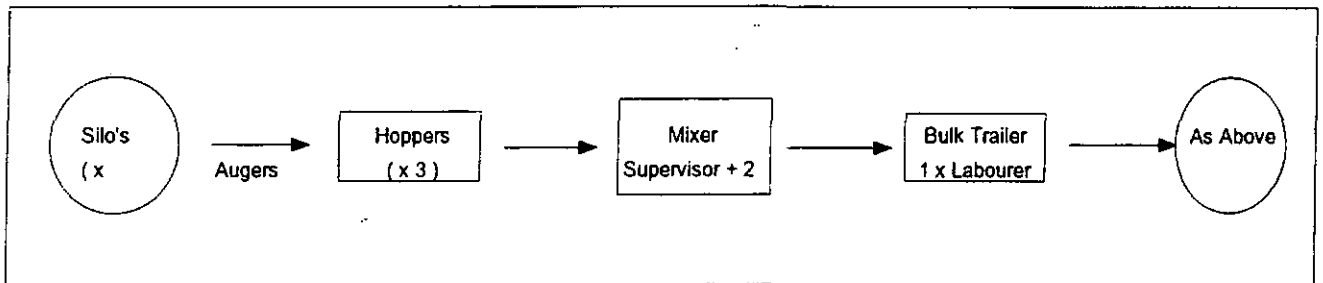 Silo's
( x
Augers
Hoppers
( x 3 )
Mixer
Supervisor + 2
Bulk Trailer
1 x Labourer
As Above